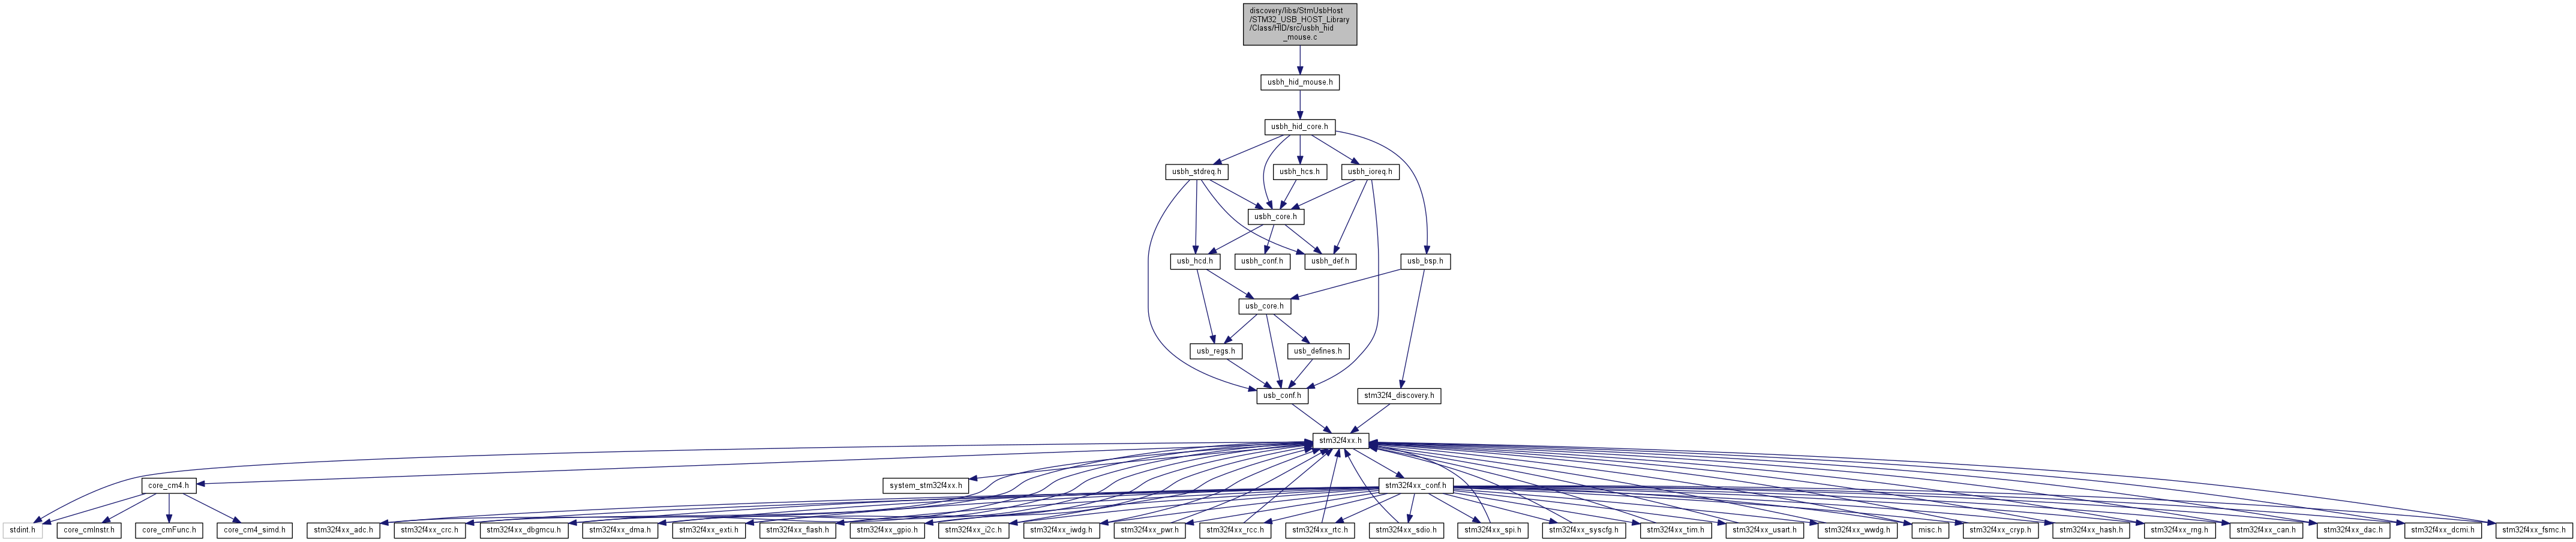 discovery/libs/StmUsbHost
/STM32_USB_HOST_Library
/Class/HID/src/usbh_hid
_mouse.c
usbh_hid_mouse.h
usbh_hid_core.h
usbh_stdreq.h
usbh_hcs.h
usbh_ioreq.h
usbh_core.h
usb_hcd.h
usbh_conf.h
usbh_def.h
usb_bsp.h
usb_core.h
usb_regs.h
usb_defines.h
usb_conf.h
stm32f4_discovery.h
stm32f4xx.h
core_cm4.h
system_stm32f4xx.h
stm32f4xx_conf.h
stdint.h
core_cmInstr.h
core_cmFunc.h
core_cm4_simd.h
stm32f4xx_adc.h
stm32f4xx_crc.h
stm32f4xx_dbgmcu.h
stm32f4xx_dma.h
stm32f4xx_exti.h
stm32f4xx_flash.h
stm32f4xx_gpio.h
stm32f4xx_i2c.h
stm32f4xx_iwdg.h
stm32f4xx_pwr.h
stm32f4xx_rcc.h
stm32f4xx_rtc.h
stm32f4xx_sdio.h
stm32f4xx_spi.h
stm32f4xx_syscfg.h
stm32f4xx_tim.h
stm32f4xx_usart.h
stm32f4xx_wwdg.h
misc.h
stm32f4xx_cryp.h
stm32f4xx_hash.h
stm32f4xx_rng.h
stm32f4xx_can.h
stm32f4xx_dac.h
stm32f4xx_dcmi.h
stm32f4xx_fsmc.h